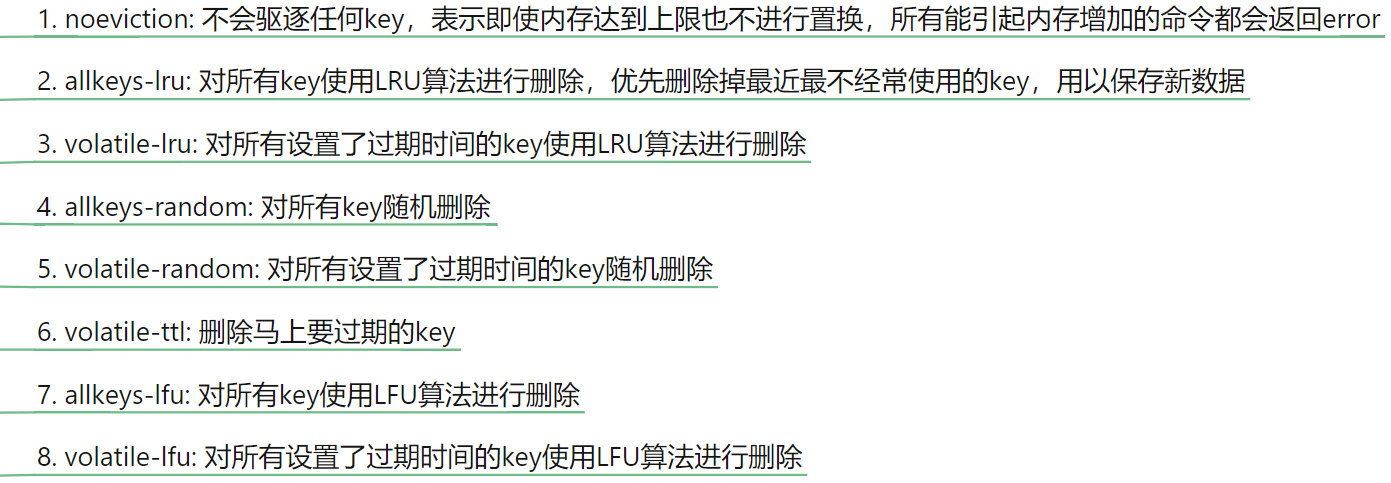 1. noeviction: 不会驱逐任何key，表示即使内存达到上限也不进行置换，所有能引起内存增加的命令都会返回error
2. allkeys-lru: 对所有key使用LRU算法进行删除，优先删除掉最近最不经常使用的key，用以保存新数据
3. volatile-lru: 对所有设置了过期时间的key使用LRU算法进行删除
4. allkeys-random: 对所有key随机删除
5. volatile-random: 对所有设置了过期时间的key随机删除
6. volatile-ttl: 删除马上要过期的key
7. allkeys-lfu: 对所有key使用LFU算法进行删除
8. volatile-lfu: 对所有设置了过期时间的key使用LFU算法进行删除